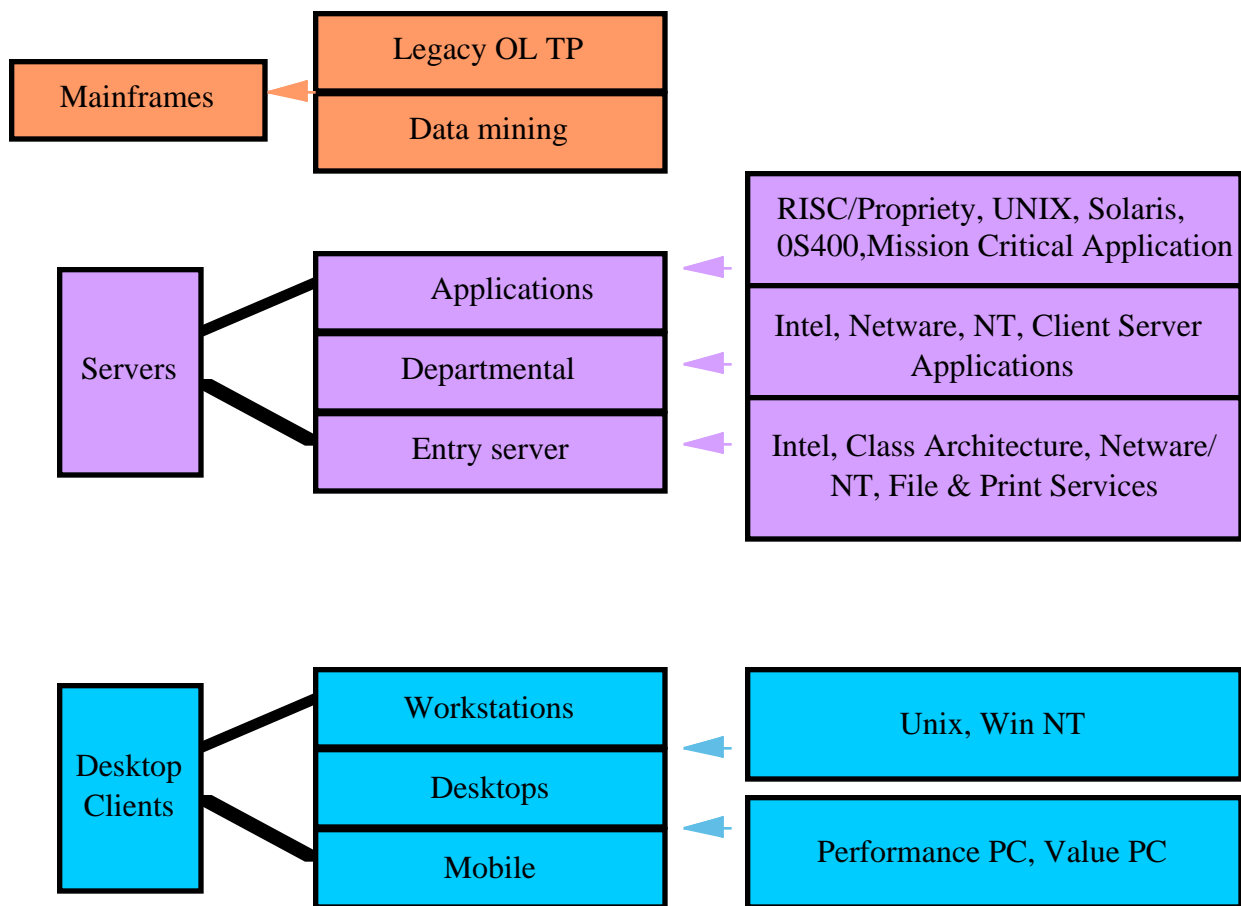 Legacy OL TP
Mainframes
Data mining
RISC/Propriety, UNIX, Solaris,
0S400,Mission Critical Application
Applications
Intel, Netware, NT, Client Server
Applications
Servers
Departmental
Entry server
Intel, Class Architecture, Netware/
NT, File & Print Services
Workstations
Unix, Win NT
Desktop
Clients
Desktops
Mobile
Performance PC, Value PC